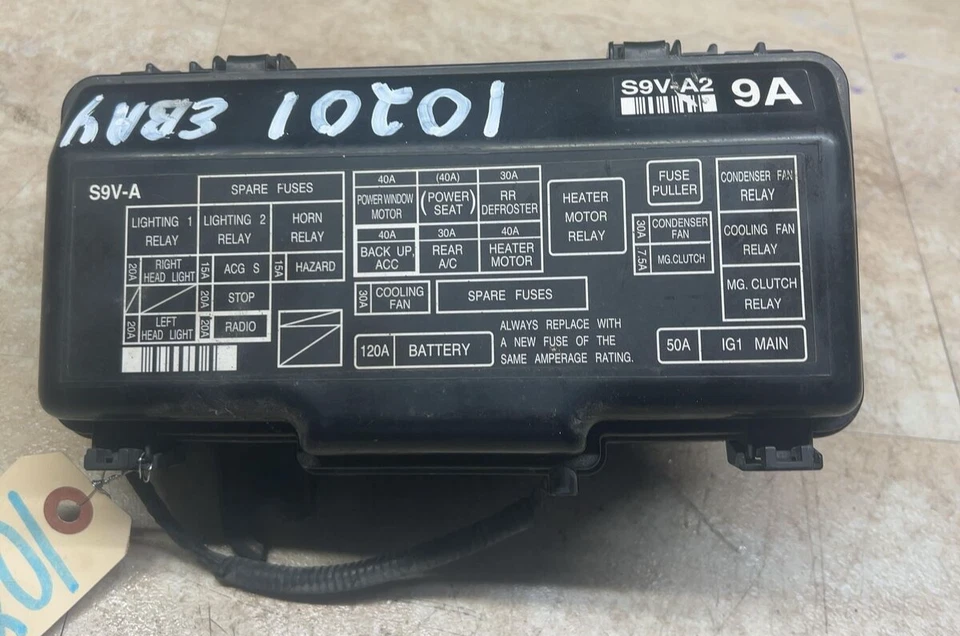 10201 EBAY
S9V-A2
9A
S9V-A
SPARE FUSES
LIGHTING 1 RELAY
LIGHTING 2 RELAY
HORN RELAY
20A RIGHT HEAD LIGHT
15A ACG S
15A HAZARD
20A STOP
20A LEFT HEAD LIGHT
20A RADIO
40A POWER WINDOW MOTOR
(40A) (POWER SEAT)
30A RR DEFROSTER
40A BACK UP, ACC
30A REAR A/C
40A HEATER MOTOR
30A COOLING FAN
SPARE FUSES
120A BATTERY
ALWAYS REPLACE WITH
A NEW FUSE OF THE
SAME AMPERAGE RATING.
HEATER MOTOR RELAY
FUSE PULLER
30A CONDENSER FAN
7.5A MG.CLUTCH
CONDENSER FAN RELAY
COOLING FAN RELAY
MG.CLUTCH RELAY
50A IG1 MAIN